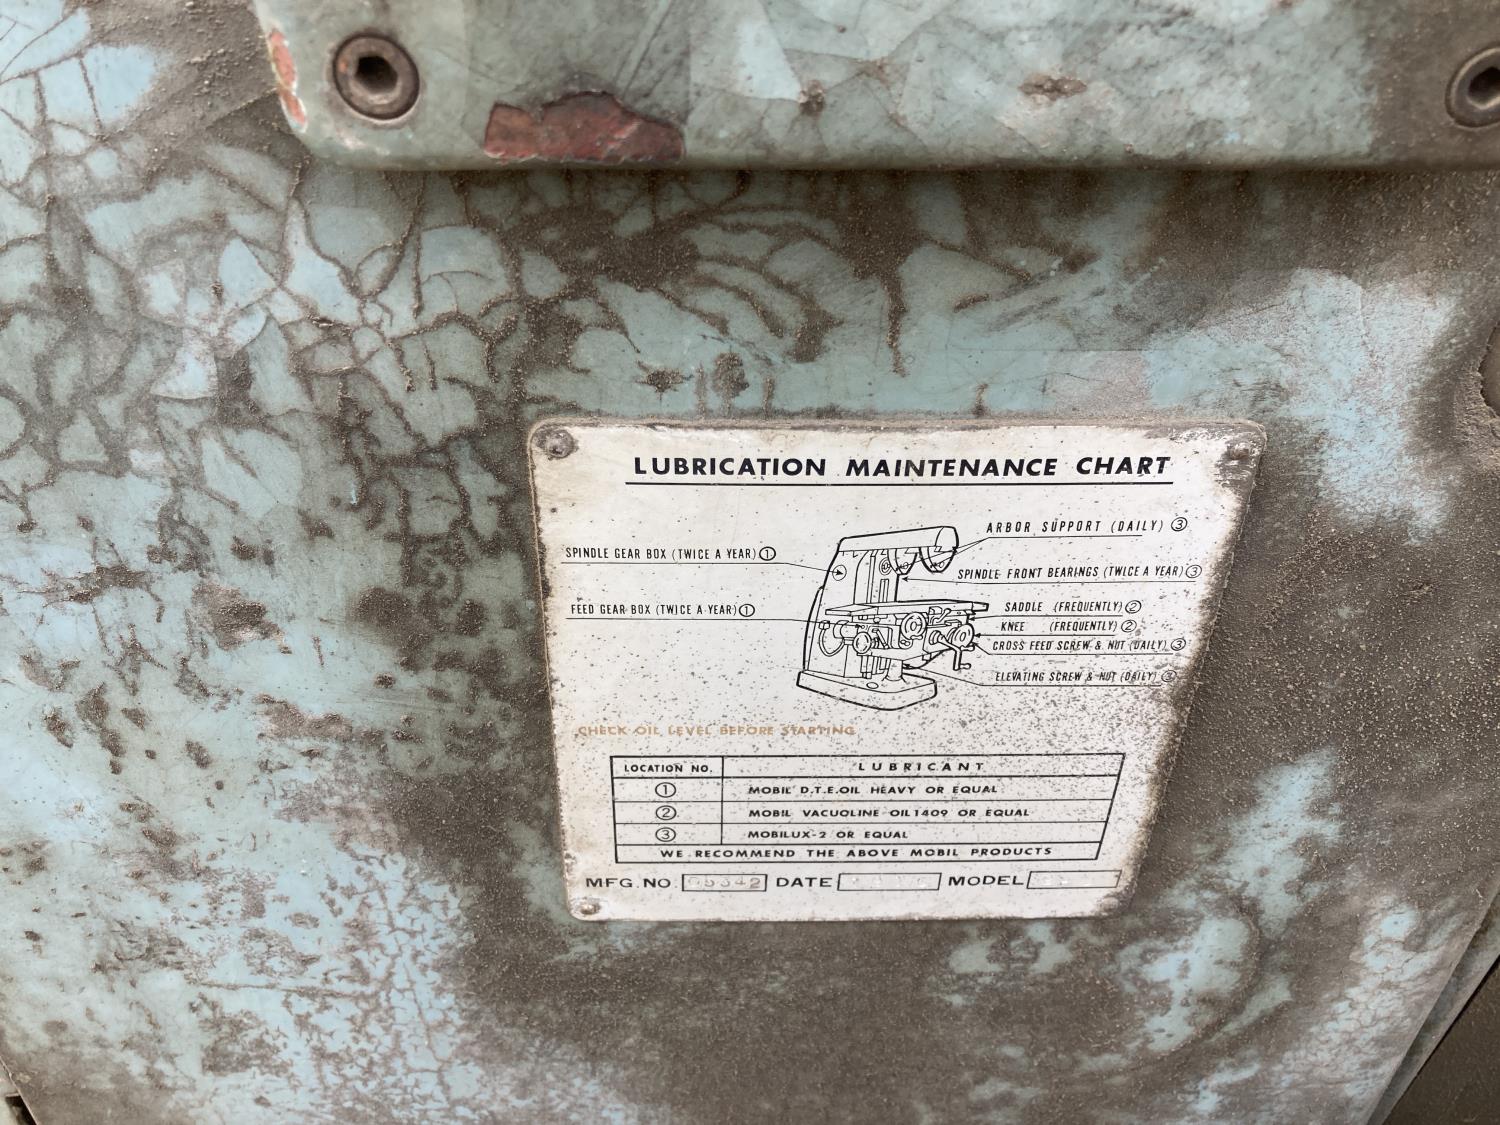 LUBRICATION MAINTENANCE CHART
ARBOR SUPPORT (DAILY) ③
SPINDLE GEAR BOX (TWICE A YEAR) ①
SPINDLE FRONT BEARINGS (TWICE A YEAR) ③
FEED GEAR BOX (TWICE A YEAR) ①
SADDLE (FREQUENTLY) ②
KNEE (FREQUENTLY) ②
CROSS FEED SCREW & NUT (DAILY) ③
ELEVATING SCREW & NUT (DAILY) ③
CHECK OIL LEVEL BEFORE STARTING
LOCATION NO. LUBRICANT
① MOBIL D.T.E.OIL HEAVY OR EQUAL
② MOBIL VACUOLINE OIL 1409 OR EQUAL
③ MOBILUX-2 OR EQUAL
WE RECOMMEND THE ABOVE MOBIL PRODUCTS
MFG. NO. DATE MODEL